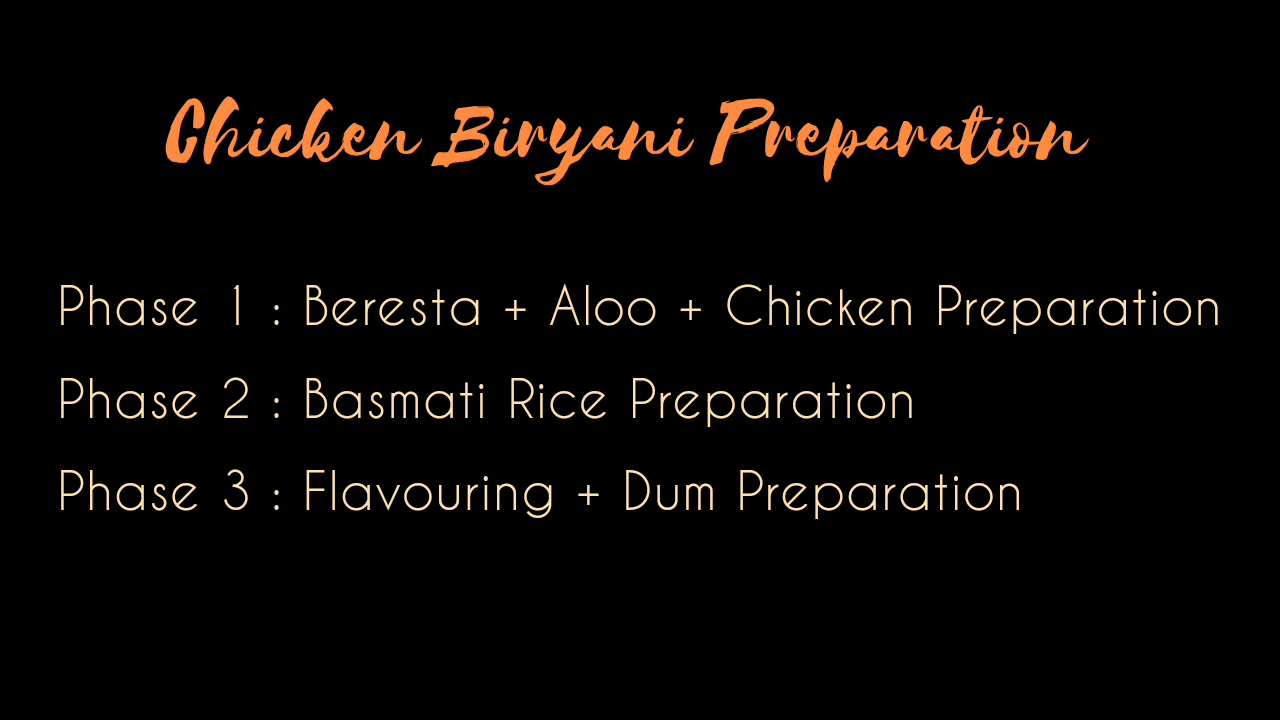 Chicken Biryani Preparation
Phase 1 : Beresta + Aloo + Chicken Preparation
Phase 2 : Basmati Rice Preparation
Phase 3 : Flavouring + Dum Preparation